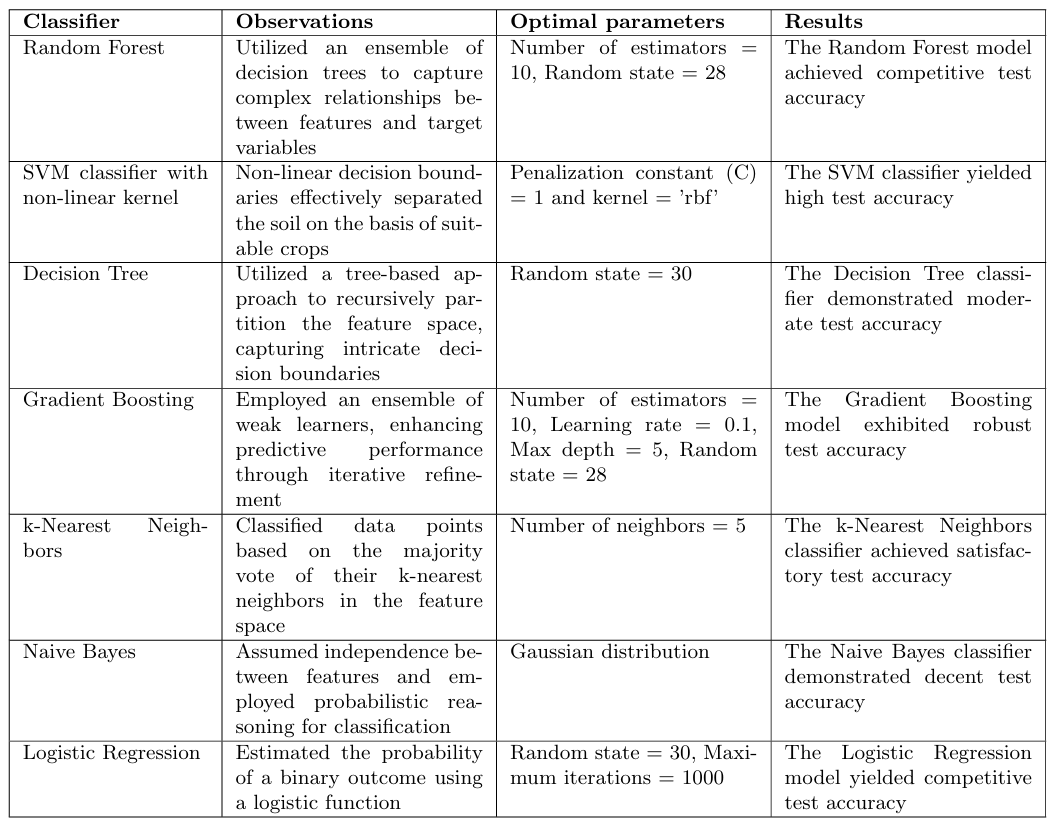 Classifier Observations Optimal parameters Results
Random Forest
Utilized an ensemble of
decision trees to capture
complex relationships be-
tween features and target
variables
Number of estimators =
10, Random state = 28
The Random Forest model
achieved competitive test
accuracy
SVM classifier with
non-linear kernel
Non-linear decision bound-
aries effectively separated
the soil on the basis of suit-
able crops
Penalization constant (C)
= 1 and kernel = 'rbf'
The SVM classifier yielded
high test accuracy
Decision Tree
Utilized a tree-based ap-
proach to recursively par-
tition the feature space,
capturing intricate deci-
sion boundaries
Random state = 30
The Decision Tree classi-
fier demonstrated moder-
ate test accuracy
Gradient Boosting
Employed an ensemble of
weak learners, enhancing
predictive performance
through iterative refine-
ment
Number of estimators =
10, Learning rate = 0.1,
Max depth = 5, Random
state = 28
The Gradient Boosting
model exhibited robust
test accuracy
k-Nearest Neigh-
bors
Classified data points
based on the majority
vote of their k-nearest
neighbors in the feature
space
Number of neighbors = 5
The k-Nearest Neighbors
classifier achieved satisfac-
tory test accuracy
Naive Bayes
Assumed independence be-
tween features and em-
ployed probabilistic rea-
soning for classification
Gaussian distribution
The Naive Bayes classifier
demonstrated decent test
accuracy
Logistic Regression
Estimated the probability
of a binary outcome using
a logistic function
Random state = 30, Maxi-
mum iterations = 1000
The Logistic Regression
model yielded competitive
test accuracy